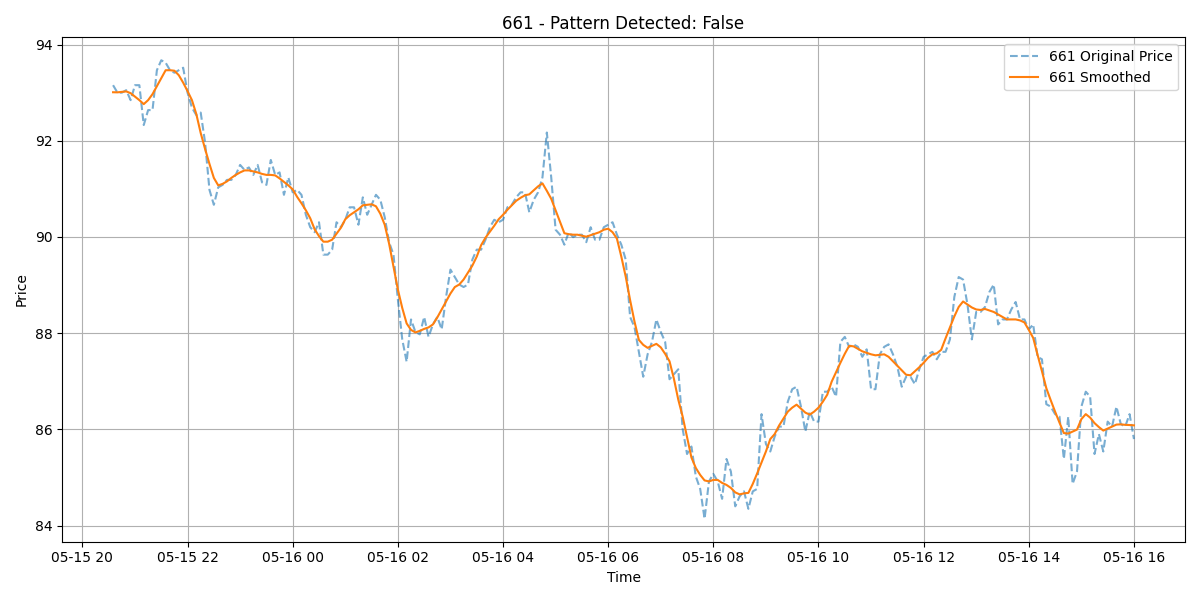 661 - Pattern Detected: False
661 Original Price
661 Smoothed
Price
94
92
90
88
86
84
05-15 20 05-15 22 05-16 00 05-16 02 05-16 04 05-16 06 05-16 08 05-16 10 05-16 12 05-16 14 05-16 16
Time